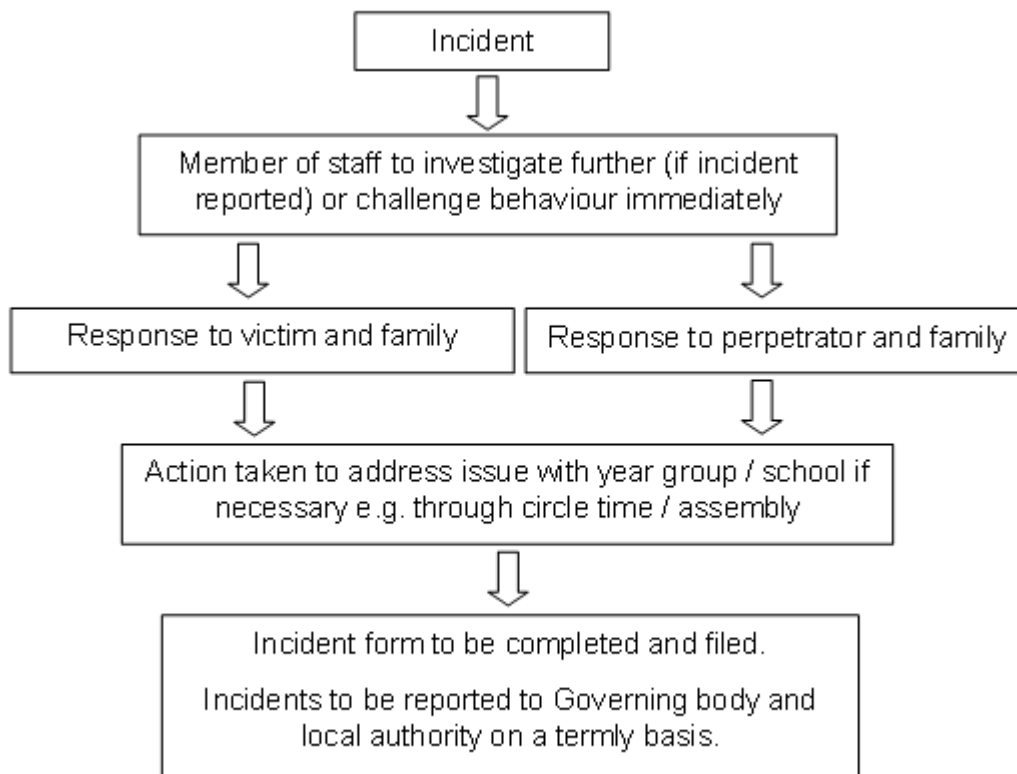 Incident
Member of staff to investigate further (if incident
reported) or challenge behaviour immediately
Response to victim and family
Response to perpetrator and family
Action taken to address issue with year group / school if
necessary e.g. through circle time / assembly
Incident form to be completed and filed.
Incidents to be reported to Governing body and
local authority on a termly basis.